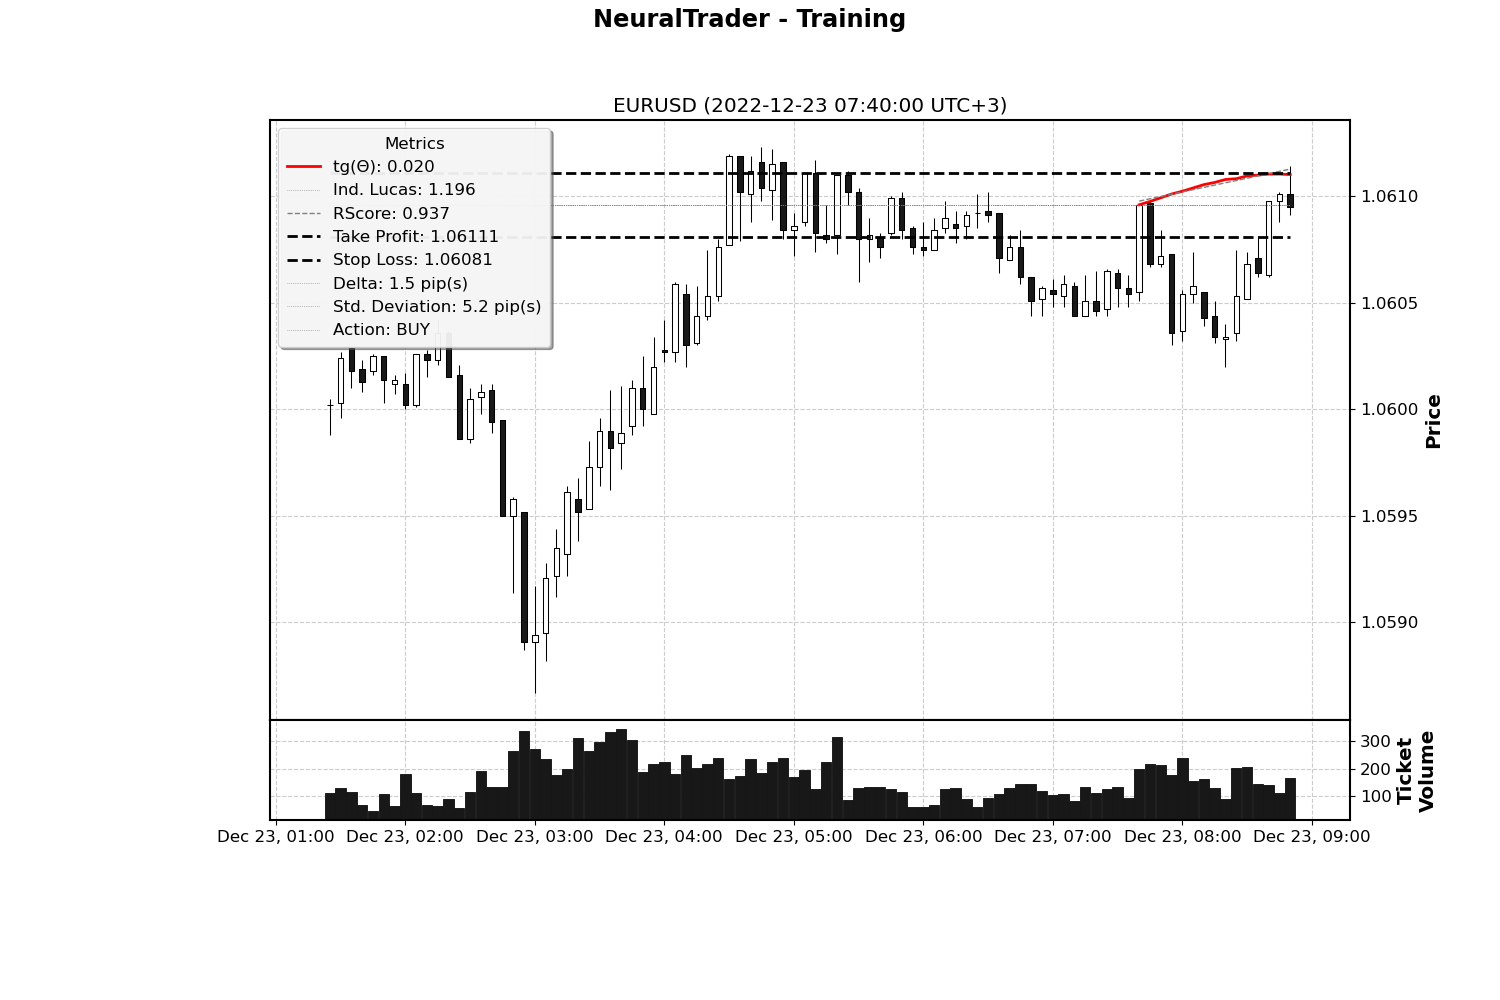 NeuralTrader - Training
EURUSD (2022-12-23 07:40:00 UTC+3)
Metrics
tg(Θ): 0.020
Ind. Lucas: 1.196
RScore: 0.937
Take Profit: 1.06111
Stop Loss: 1.06081
Delta: 1.5 pip(s)
Std. Deviation: 5.2 pip(s)
Action: BUY
1.0610
1.0605
1.0600
1.0595
1.0590
Price
300
200
100
Ticket
Volume
Dec 23, 01:00 Dec 23, 02:00 Dec 23, 03:00 Dec 23, 04:00 Dec 23, 05:00 Dec 23, 06:00 Dec 23, 07:00 Dec 23, 08:00 Dec 23, 09:00